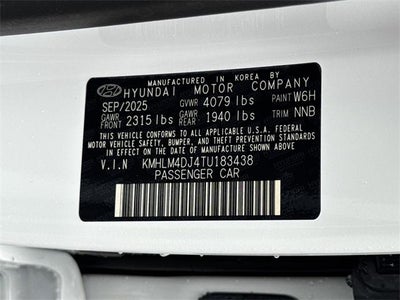 MANUFACTURED IN KOREA BY
HYUNDAI MOTOR COMPANY
SEP/2025 GVWR 4079 lbs PAINT W6H
GAWR FRONT 2315 lbs GAWR REAR 1940 lbs TRIM NNB
THIS VEHICLE CONFORMS TO ALL APPLICABLE U.S.A. FEDERAL
MOTOR VEHICLE SAFETY, BUMPER, AND THEFT PREVENTION
STANDARDS IN EFFECT ON THE DATE OF MANUFACTURE SHOWN ABOVE.
V.I.N KMHLM4DJ4TU183438
PASSENGER CAR